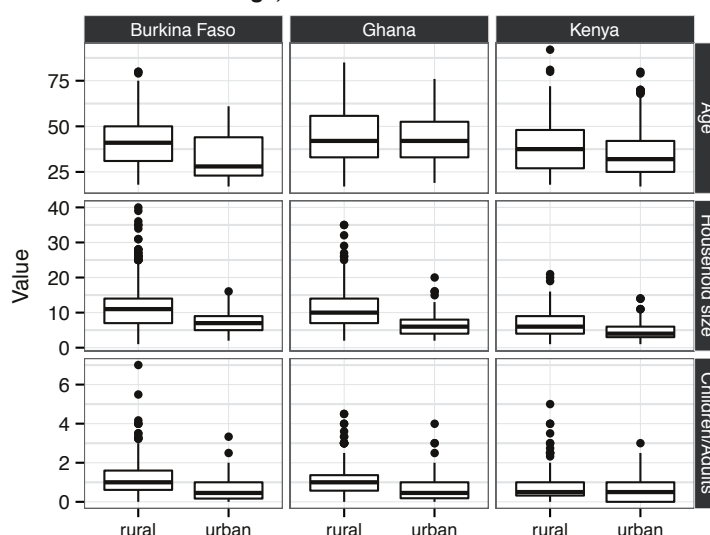 Burkina Faso Ghana Kenya
75
50
25
Age
40
30
20
10
0
Household size
6
4
2
0
Children/Adults
Value
rural urban rural urban rural urban